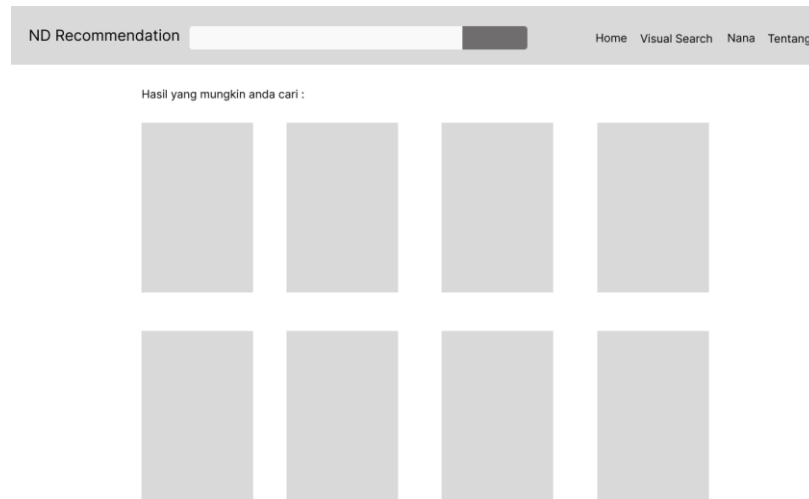 ND Recommendation Home Visual Search Nana Tentang
Hasil yang mungkin anda cari :